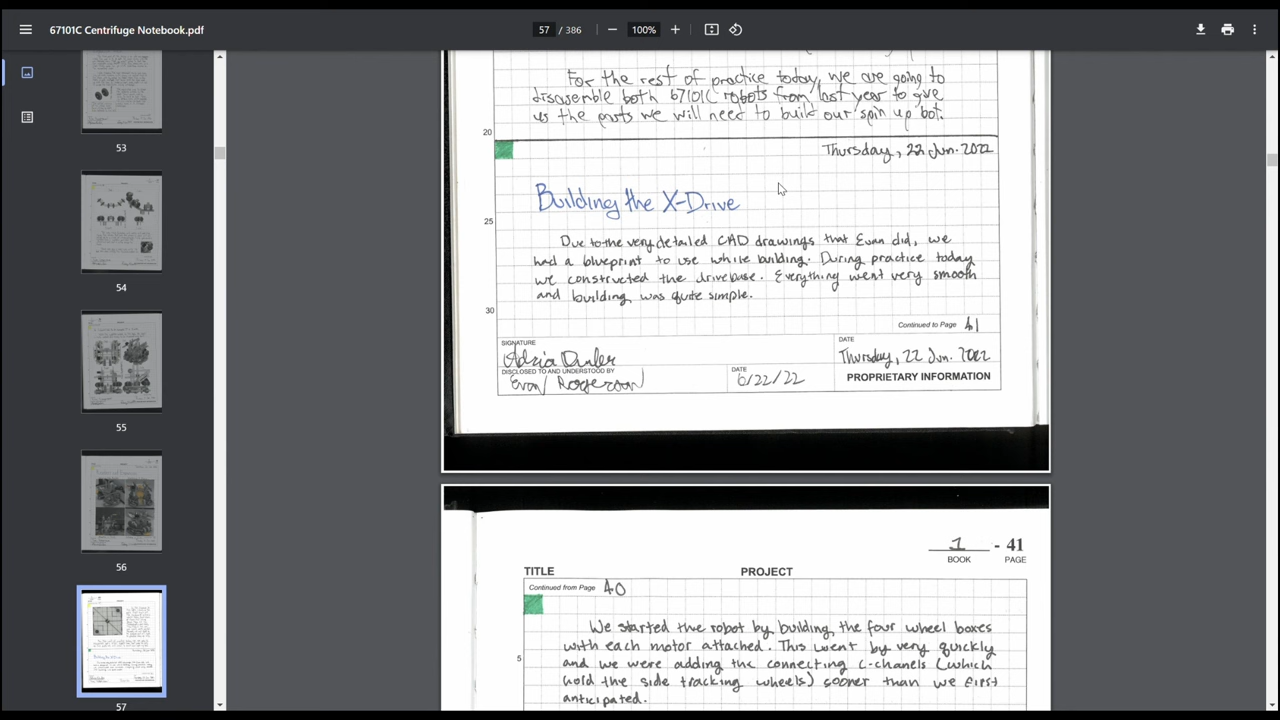 67101C Centrifuge Notebook.pdf
57 / 386
100%
53
54
55
56
57
For the rest of practice today, we are going to
disasemble both 67101C robots from last year to give
us the parts we will need to build our spin up bot.
20
Thursday, 22 Jun. 2022
Building the X-Drive
25
Due to the very detailed CAD drawings that Evan did, we
had a blueprint to use while building. During practice today
we constructed the drivebase. Everything went very smooth
and building was quite simple.
30
Continued to Page 41
SIGNATURE
DATE
Thursday, 22 Jun. 2022
DISCLOSED TO AND UNDERSTOOD BY
Evan Rogerson
DATE
6/22/22
PROPRIETARY INFORMATION
1 - 41
BOOK PAGE
TITLE PROJECT
Continued from Page 40
We started the robot by building the four wheel boxes
with each motor attached. This went by very quickly
5
and we were adding the connecting C-chanels (which
hold the side tracking wheels) sooner than we first
anticipated.